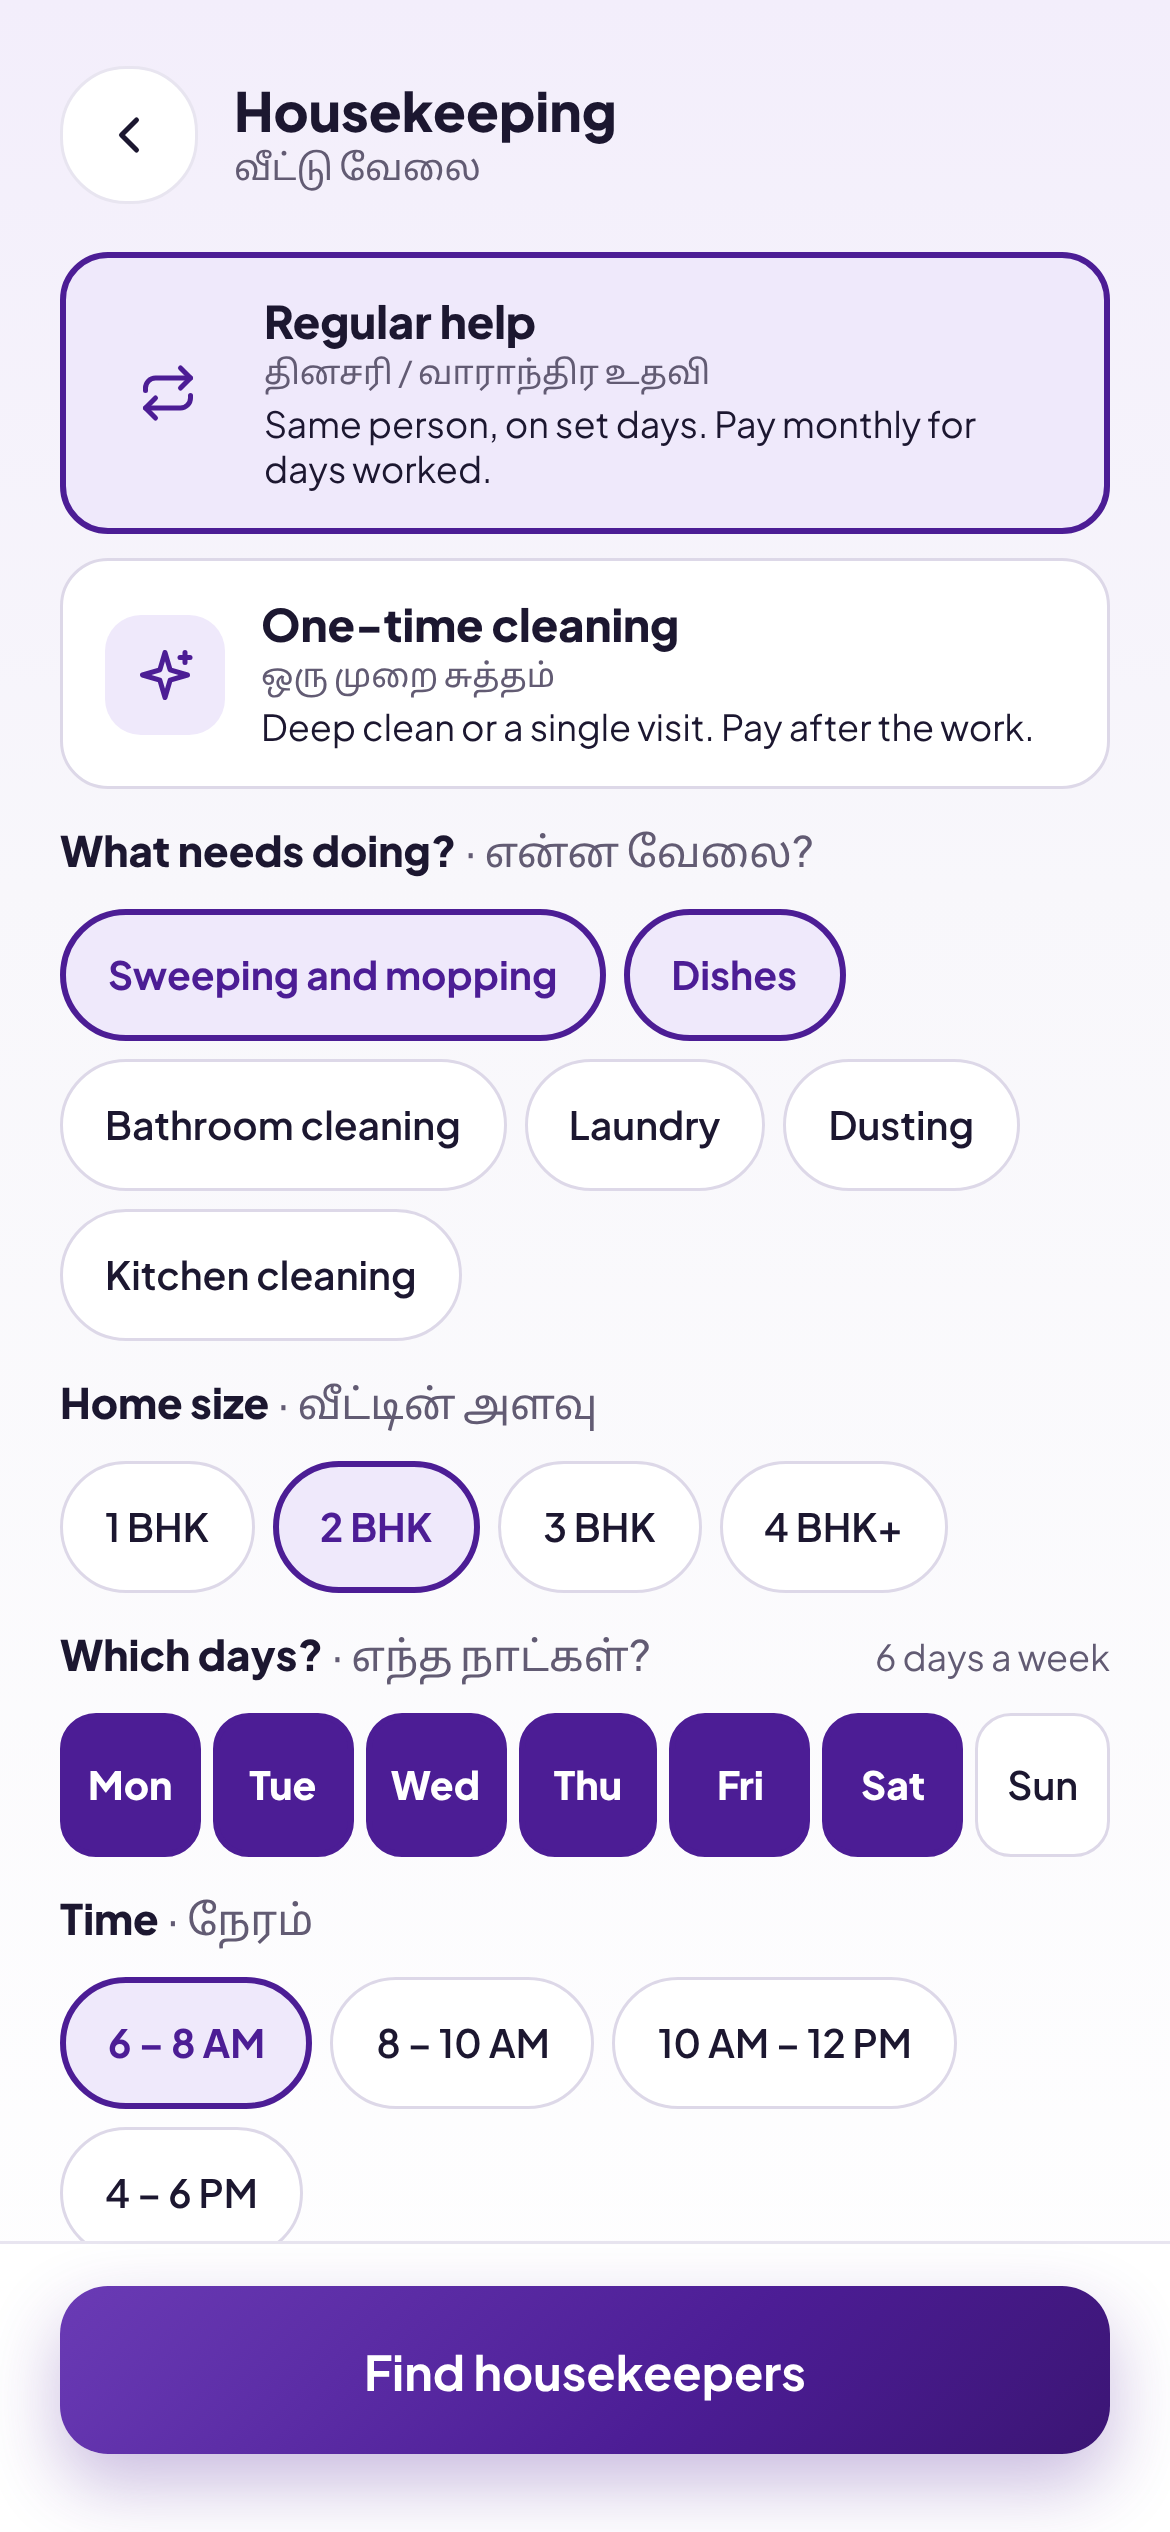 Housekeeping
வீட்டு வேலை
Regular help
தினசரி / வாராந்திர உதவி
Same person, on set days. Pay monthly for
days worked.
One-time cleaning
ஒரு முறை சுத்தம்
Deep clean or a single visit. Pay after the work.
What needs doing? · என்ன வேலை?
Sweeping and mopping Dishes
Bathroom cleaning Laundry Dusting
Kitchen cleaning
Home size · வீட்டின் அளவு
1 BHK 2 BHK 3 BHK 4 BHK+
Which days? · எந்த நாட்கள்? 6 days a week
Mon Tue Wed Thu Fri Sat Sun
Time · நேரம்
6 – 8 AM 8 – 10 AM 10 AM – 12 PM
4 – 6 PM
Find housekeepers